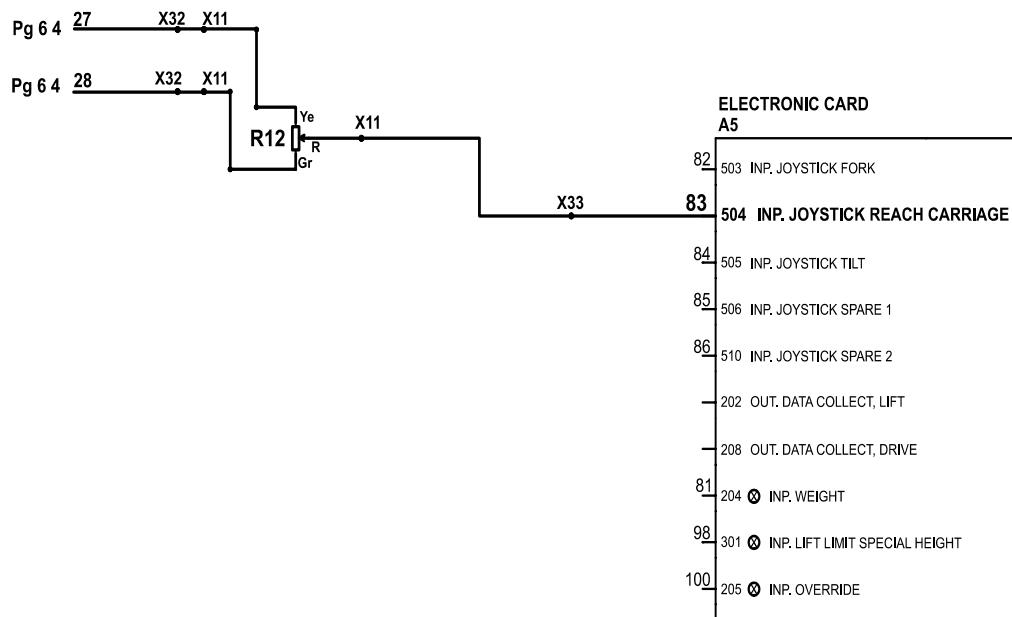 Pg 6 4 27 X32 X11
Pg 6 4 28 X32 X11
Ye
R12 R X11
Gr
X33
ELECTRONIC CARD
A5
82 503 INP. JOYSTICK FORK
83 504 INP. JOYSTICK REACH CARRIAGE
84 505 INP. JOYSTICK TILT
85 506 INP. JOYSTICK SPARE 1
86 510 INP. JOYSTICK SPARE 2
202 OUT. DATA COLLECT, LIFT
208 OUT. DATA COLLECT, DRIVE
81 204 INP. WEIGHT
98 301 INP. LIFT LIMIT SPECIAL HEIGHT
100 205 INP. OVERRIDE